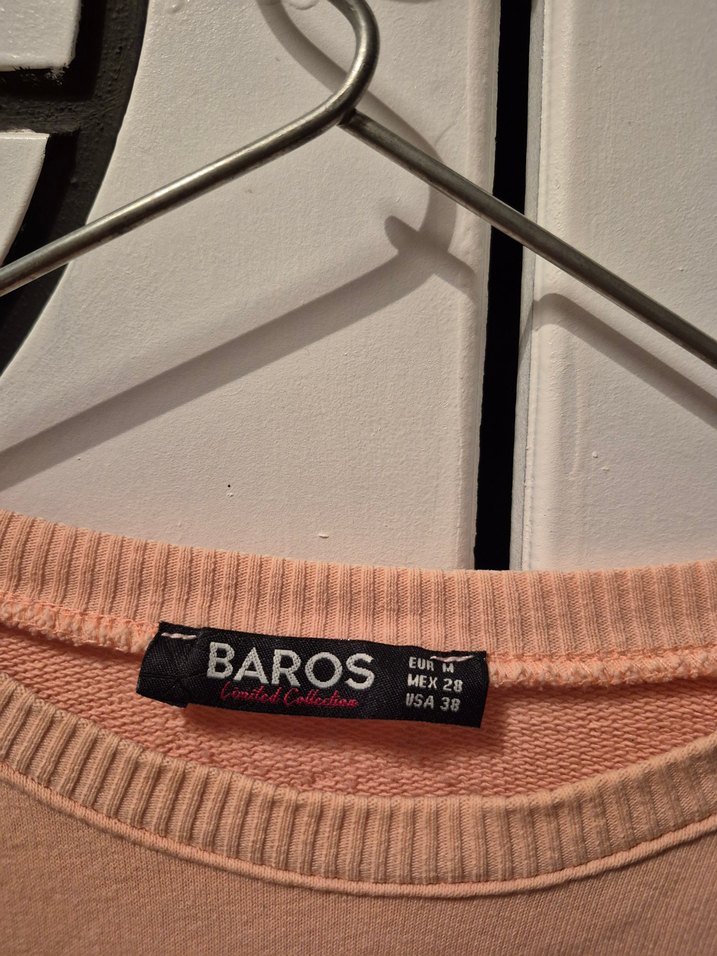 BAROS
Limited Collection
EUR M
MEX 28
USA 38